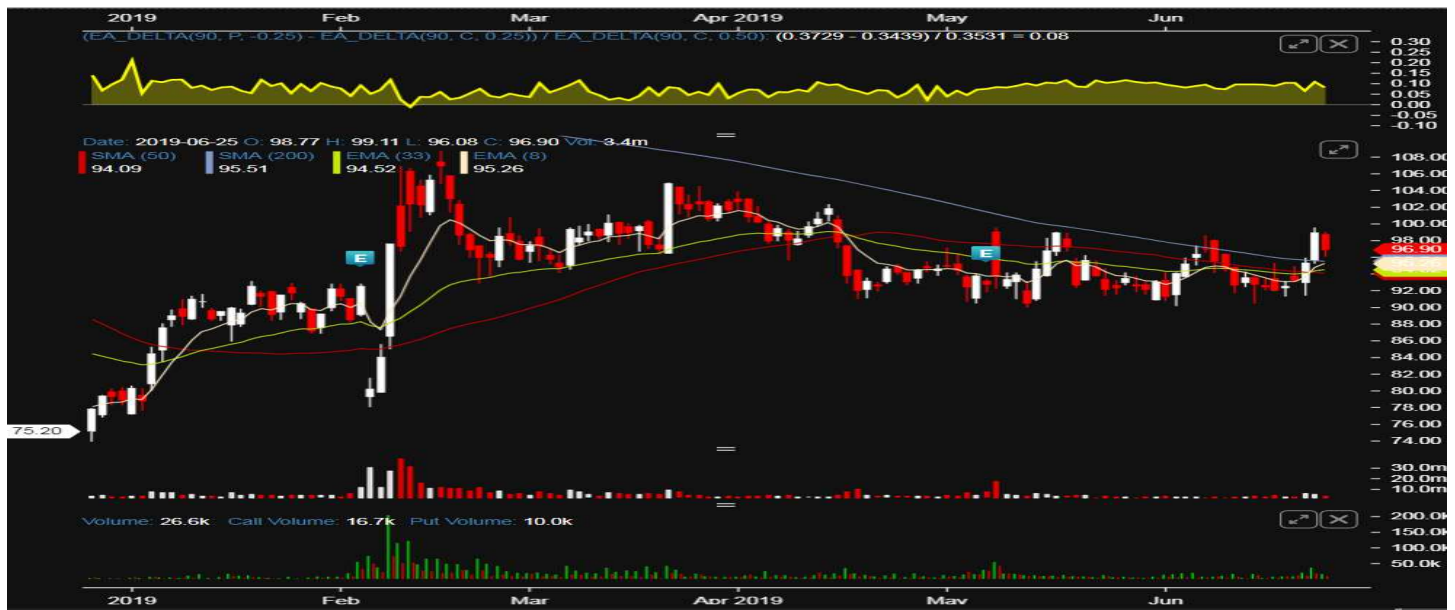 2019 Feb Mar Apr 2019 May Jun
(EA_DELTA(90, P, -0.25) - EA_DELTA(90, C, 0.25)) / EA_DELTA(90, C, 0.50): (0.3729 - 0.3439) / 0.3531 = 0.08
0.30
0.25
0.20
0.15
0.10
0.05
0.00
-0.05
-0.10
Date: 2019-06-25 O: 98.77 H: 99.11 L: 96.08 C: 96.90 Vol: 3.4m
SMA (50) SMA (200) EMA (33) EMA (8)
94.09 95.51 94.52 95.26
108.00
106.00
104.00
102.00
100.00
98.00
96.90
92.00
90.00
88.00
86.00
84.00
82.00
80.00
78.00
76.00
74.00
E
E
75.20
30.0m
20.0m
10.0m
Volume: 26.6k Call Volume: 16.7k Put Volume: 10.0k
200.0k
150.0k
100.0k
50.0k
2019 Feb Mar Apr 2019 May Jun